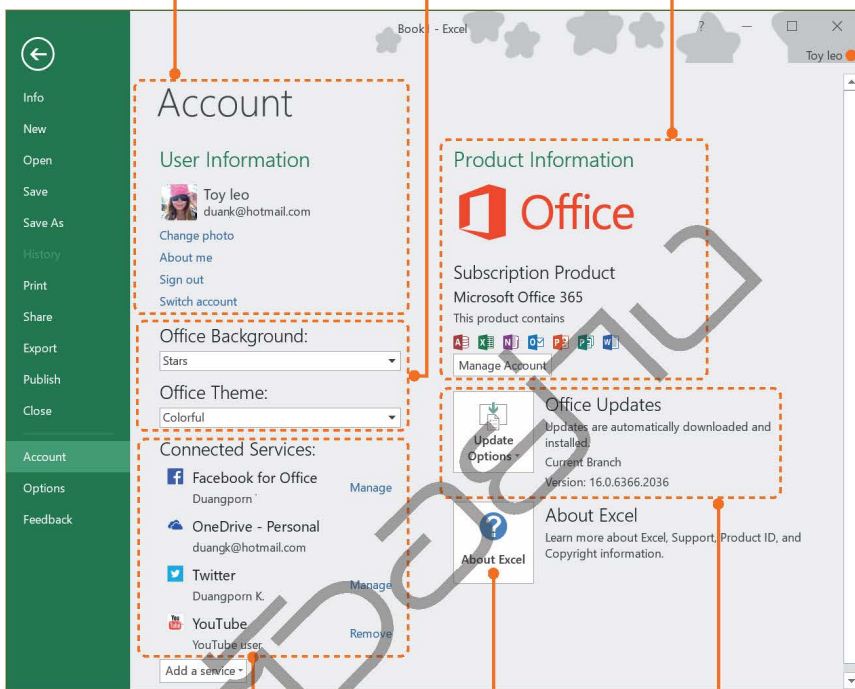 Book1 - Excel
?
Toy leo
Info
New
Open
Save
Save As
History
Print
Share
Export
Publish
Close
Account
Options
Feedback
Account
User Information
Toy leo
duank@hotmail.com
Change photo
About me
Sign out
Switch account
Office Background:
Stars
Office Theme:
Colorful
Connected Services:
Facebook for Office
Duangporn
Manage
OneDrive - Personal
duangk@hotmail.com
Twitter
Duangporn K.
Manage
YouTube
YouTube user
Remove
Add a service
Product Information
Office
Subscription Product
Microsoft Office 365
This product contains
Manage Account
Update
Options
Office Updates
Updates are automatically downloaded and
installed.
Current Branch
Version: 16.0.6366.2036
About Excel
About Excel
Learn more about Excel, Support, Product ID, and
Copyright information.